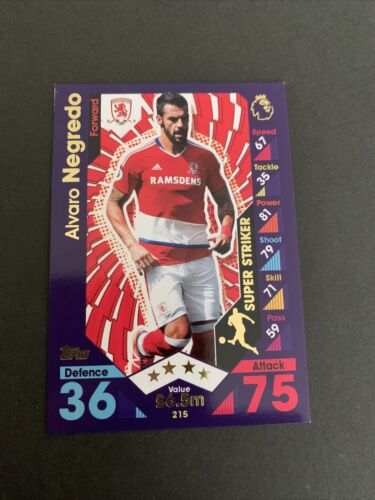 Alvaro Negredo
Forward
RAMSDENS
Speed
67
Tackle
35
Power
81
Shoot
79
Skill
71
Pass
59
SUPER STRIKER
Topps
Defence
36
Value
£6.5m
215
Attack
75